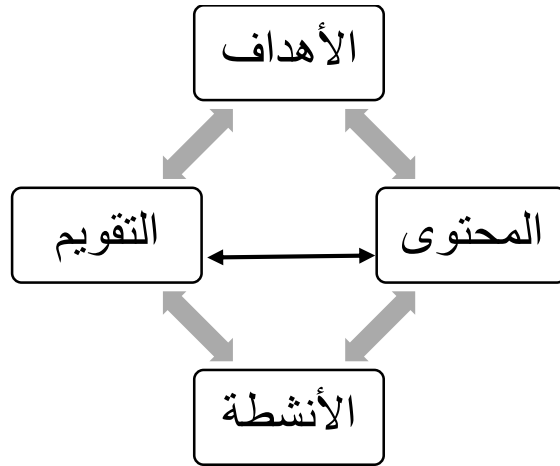 الأهداف
المحتوى
التقويم
الأنشطة